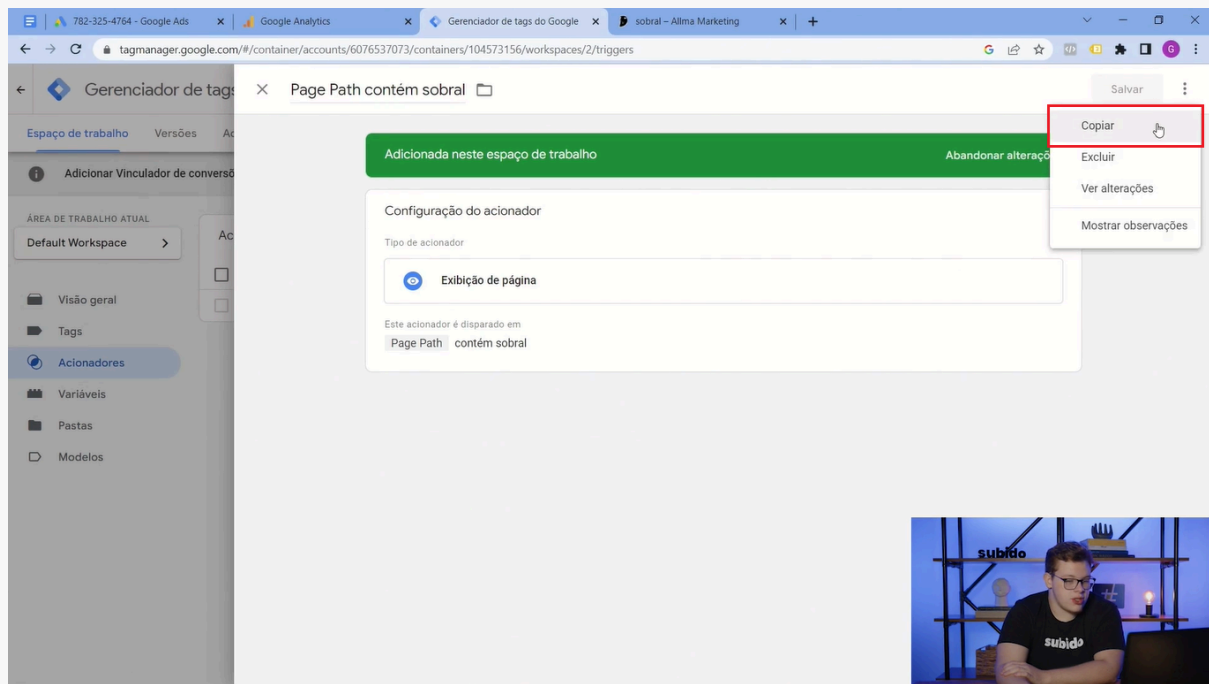 782-325-4764 - Google Ads
Google Analytics
Gerenciador de tags do Google
sobral – Allma Marketing
tagmanager.google.com/#/container/accounts/6076537073/containers/104573156/workspaces/2/triggers
G
Gerenciador de tags
Page Path contém sobral
Salvar
Espaço de trabalho
Versões
Copiar
Adicionada neste espaço de trabalho
Abandonar
Excluir
Adicionar Vinculador de
Ver alterações
Configuração do acionador
ÁREA DE TRABALHO ATUAL
Mostrar observações
Default Workspace
Tipo de acionador
Exibição de página
Visão geral
Este acionador é disparado em
Tags
Page Path contém sobral
Acionadores
Variáveis
Pastas
Modelos
subido
#
subido